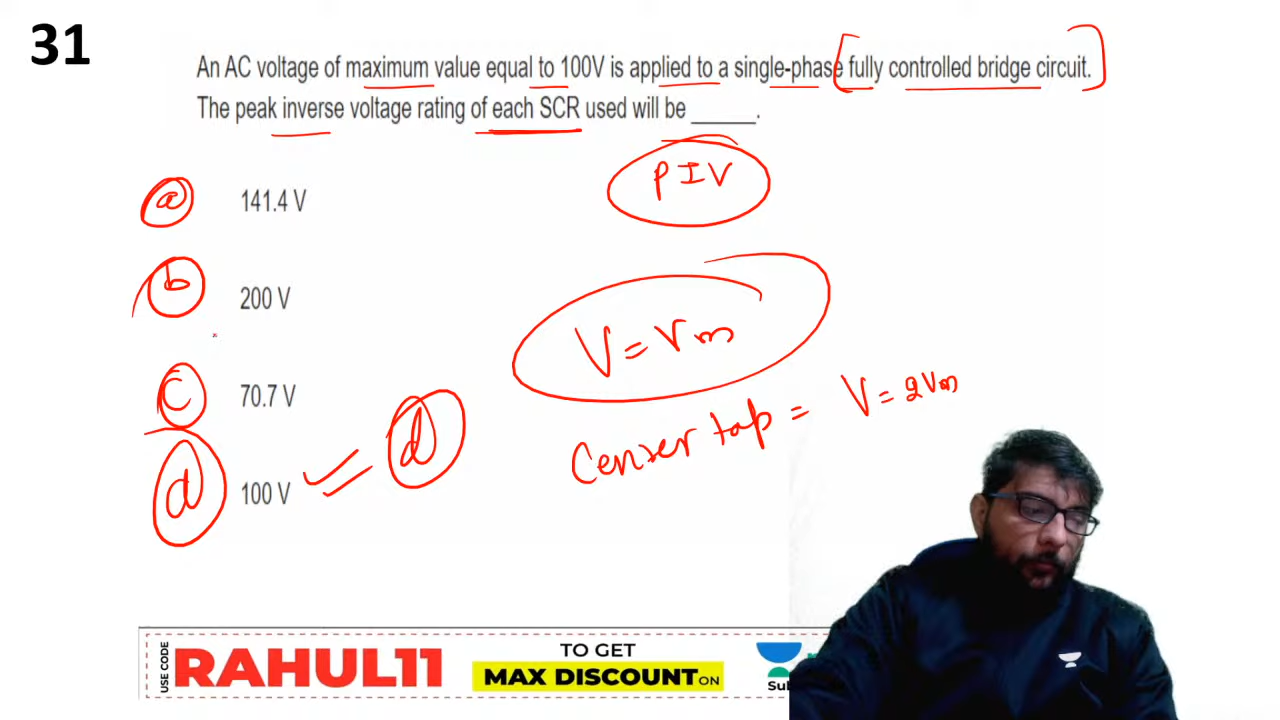 31
An AC voltage of maximum value equal to 100V is applied to a single-phase fully controlled bridge circuit.
The peak inverse voltage rating of each SCR used will be ______.
PIV
a 141.4 V
b 200 V
V = Vm
c 70.7 V
Center tap = V = 2Vm
d 100 V d
USE CODE
RAHUL11
TO GET
MAX DISCOUNT ON